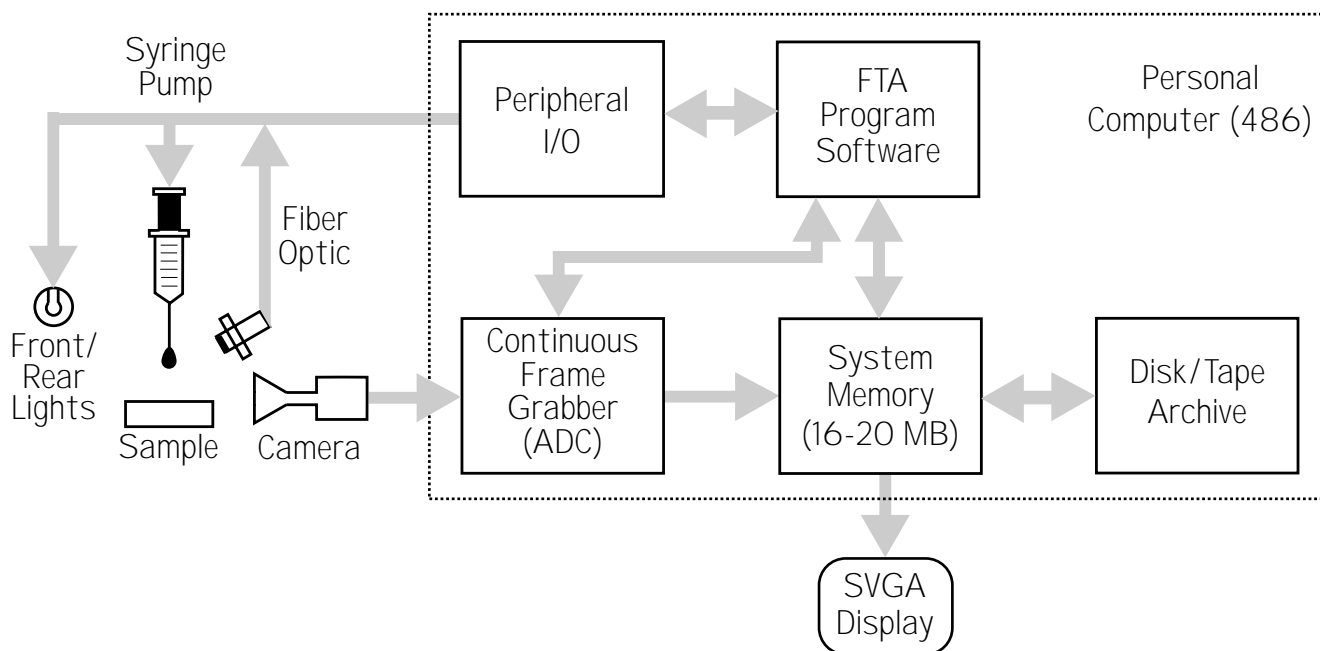 Syringe
Pump
Peripheral
I/O
FTA
Program
Software
Personal
Computer (486)
Fiber
Optic
Front/
Rear
Lights
Sample
Camera
Continuous
Frame
Grabber
(ADC)
System
Memory
(16-20 MB)
Disk/Tape
Archive
SVGA
Display